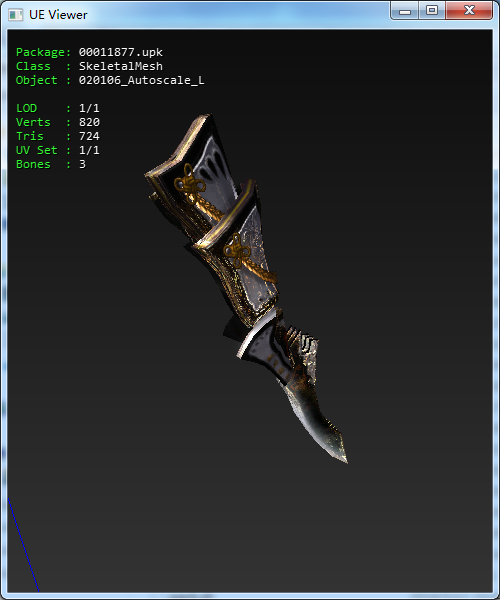 UE Viewer
Package: 00011877.upk
Class : SkeletalMesh
Object : 020106_Autoscale_L
LOD : 1/1
Verts : 820
Tris : 724
UV Set : 1/1
Bones : 3